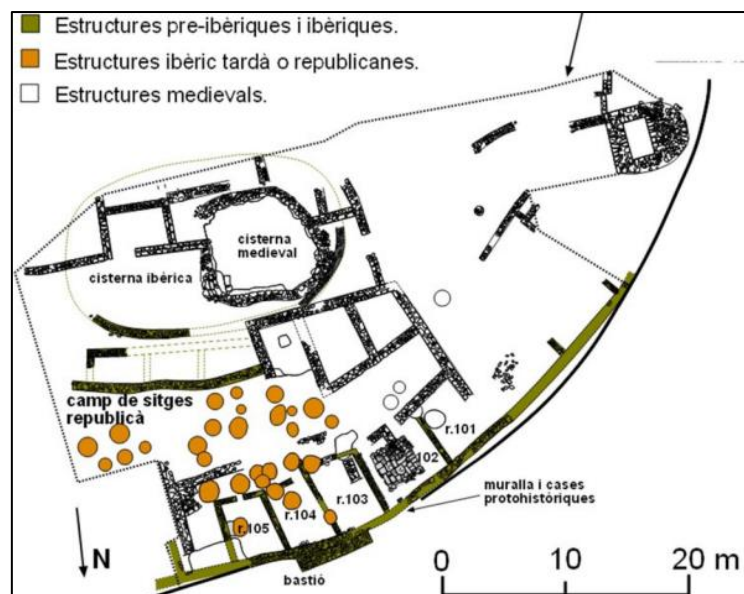 Estructures pre-ibèriques i ibèriques.
Estructures ibèric tardà o republicanes.
Estructures medievals.
cisterna
medieval
cisterna ibèrica
camp de sitges
republicà
r.101
102
r.103
r.104
r.105
muralla i cases
protohistòriques
bastió
N
0 10 20 m